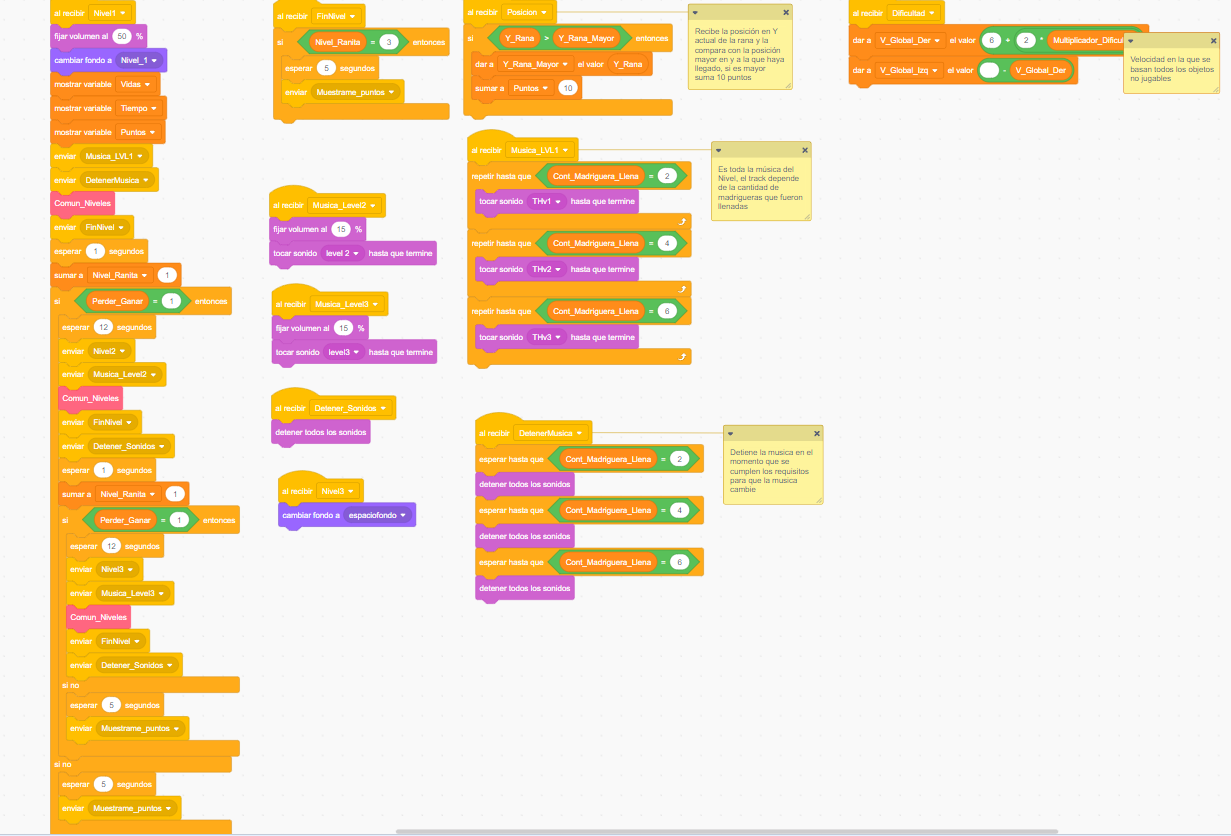 al recibir Nivel1
fijar volumen al 50 %
cambiar fondo a Nivel_1
mostrar variable Vidas
mostrar variable Tiempo
mostrar variable Puntos
enviar Musica_LVL1
enviar DetenerMusica
Comun_Niveles
enviar FinNivel
esperar 1 segundos
sumar a Nivel_Ranita 1
si Perder_Ganar = 1 entonces
esperar 12 segundos
enviar Nivel2
enviar Musica_Level2
Comun_Niveles
enviar FinNivel
enviar Detener_Sonidos
esperar 1 segundos
sumar a Nivel_Ranita 1
si Perder_Ganar = 1 entonces
esperar 12 segundos
enviar Nivel3
enviar Musica_Level3
Comun_Niveles
enviar FinNivel
enviar Detener_Sonidos
si no
esperar 5 segundos
enviar Muestrame_puntos
si no
esperar 5 segundos
enviar Muestrame_puntos
al recibir FinNivel
si Nivel_Ranita = 3 entonces
esperar 5 segundos
enviar Muestrame_puntos
al recibir Musica_Level2
fijar volumen al 15 %
tocar sonido level 2 hasta que termine
al recibir Musica_Level3
fijar volumen al 15 %
tocar sonido level3 hasta que termine
al recibir Detener_Sonidos
detener todos los sonidos
al recibir Nivel3
cambiar fondo a espaciofondo
al recibir Posicion
si Y_Rana > Y_Rana_Mayor entonces
dar a Y_Rana_Mayor el valor Y_Rana
sumar a Puntos 10
Recibe la posición en Y
actual de la rana y la
compara con la posición
mayor en y a la que haya
llegado, si es mayor
suma 10 puntos
al recibir Musica_LVL1
repetir hasta que Cont_Madriguera_Llena = 2
tocar sonido THv1 hasta que termine
repetir hasta que Cont_Madriguera_Llena = 4
tocar sonido THv2 hasta que termine
repetir hasta que Cont_Madriguera_Llena = 6
tocar sonido THv3 hasta que termine
Es toda la música del
Nivel, el track depende
de la cantidad de
madrigueras que fueron
llenadas
al recibir DetenerMusica
esperar hasta que Cont_Madriguera_Llena = 2
detener todos los sonidos
esperar hasta que Cont_Madriguera_Llena = 4
detener todos los sonidos
esperar hasta que Cont_Madriguera_Llena = 6
detener todos los sonidos
Detiene la musica en el
momento que se
cumplen los requisitos
para que la musica
cambie
al recibir Dificultad
dar a V_Global_Der el valor 6 + 2 * Multiplicador_Dificu
dar a V_Global_Izq el valor - V_Global_Der
Velocidad en la que se
basan todos los objetos
no jugables